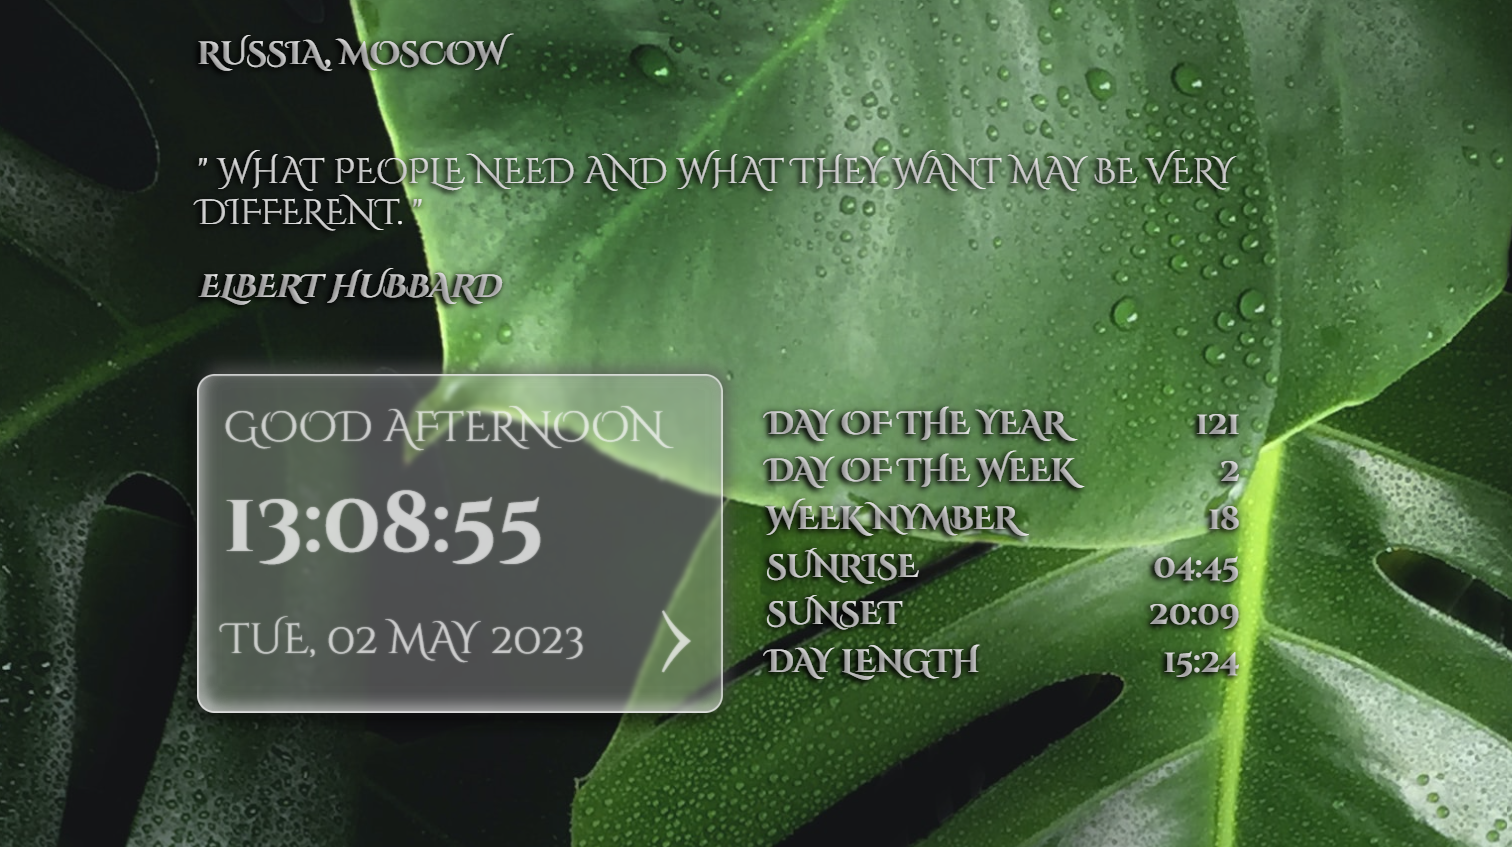 RUSSIA, MOSCOW
" WHAT PEOPLE NEED AND WHAT THEY WANT MAY BE VERY
DIFFERENT. "
ELBERT HUBBARD
GOOD AFTERNOON
13:08:55
TUE, 02 MAY 2023
DAY OF THE YEAR 121
DAY OF THE WEEK 2
WEEK NYMBER 18
SUNRISE 04:45
SUNSET 20:09
DAY LENGTH 15:24